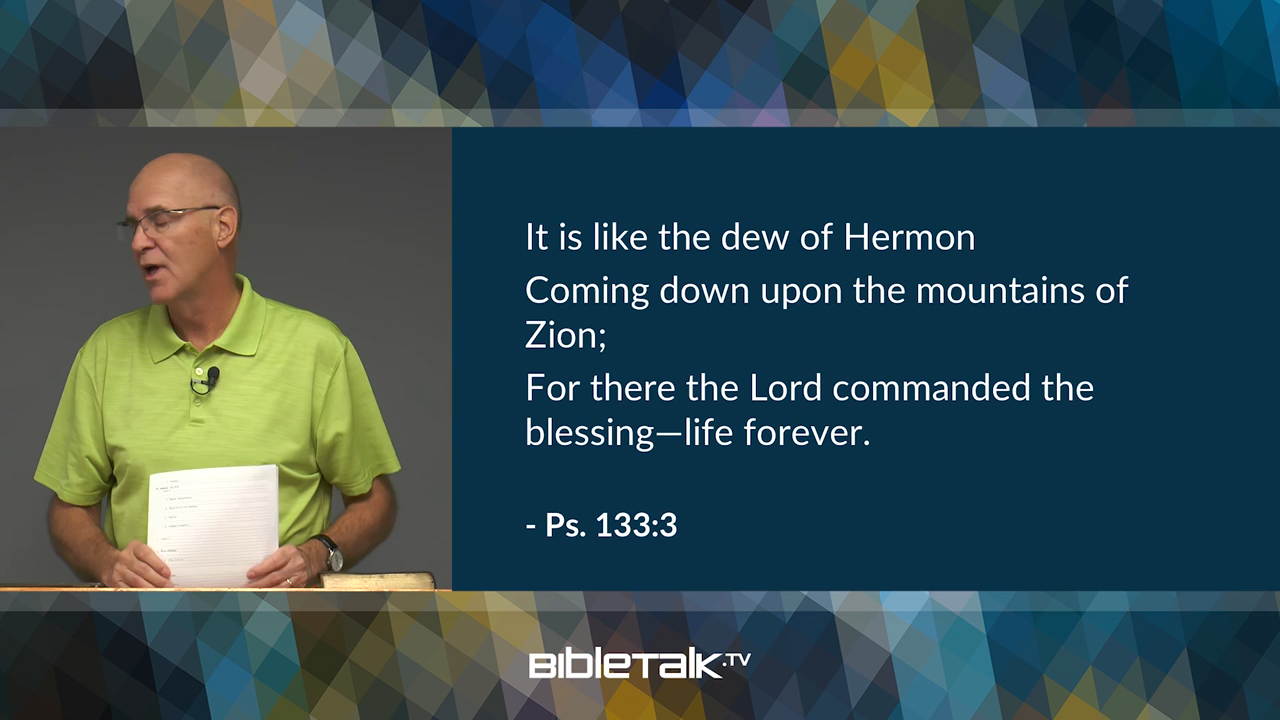 It is like the dew of Hermon
Coming down upon the mountains of
Zion;
For there the Lord commanded the
blessing—life forever.
- Ps. 133:3
BIBLETALK.TV